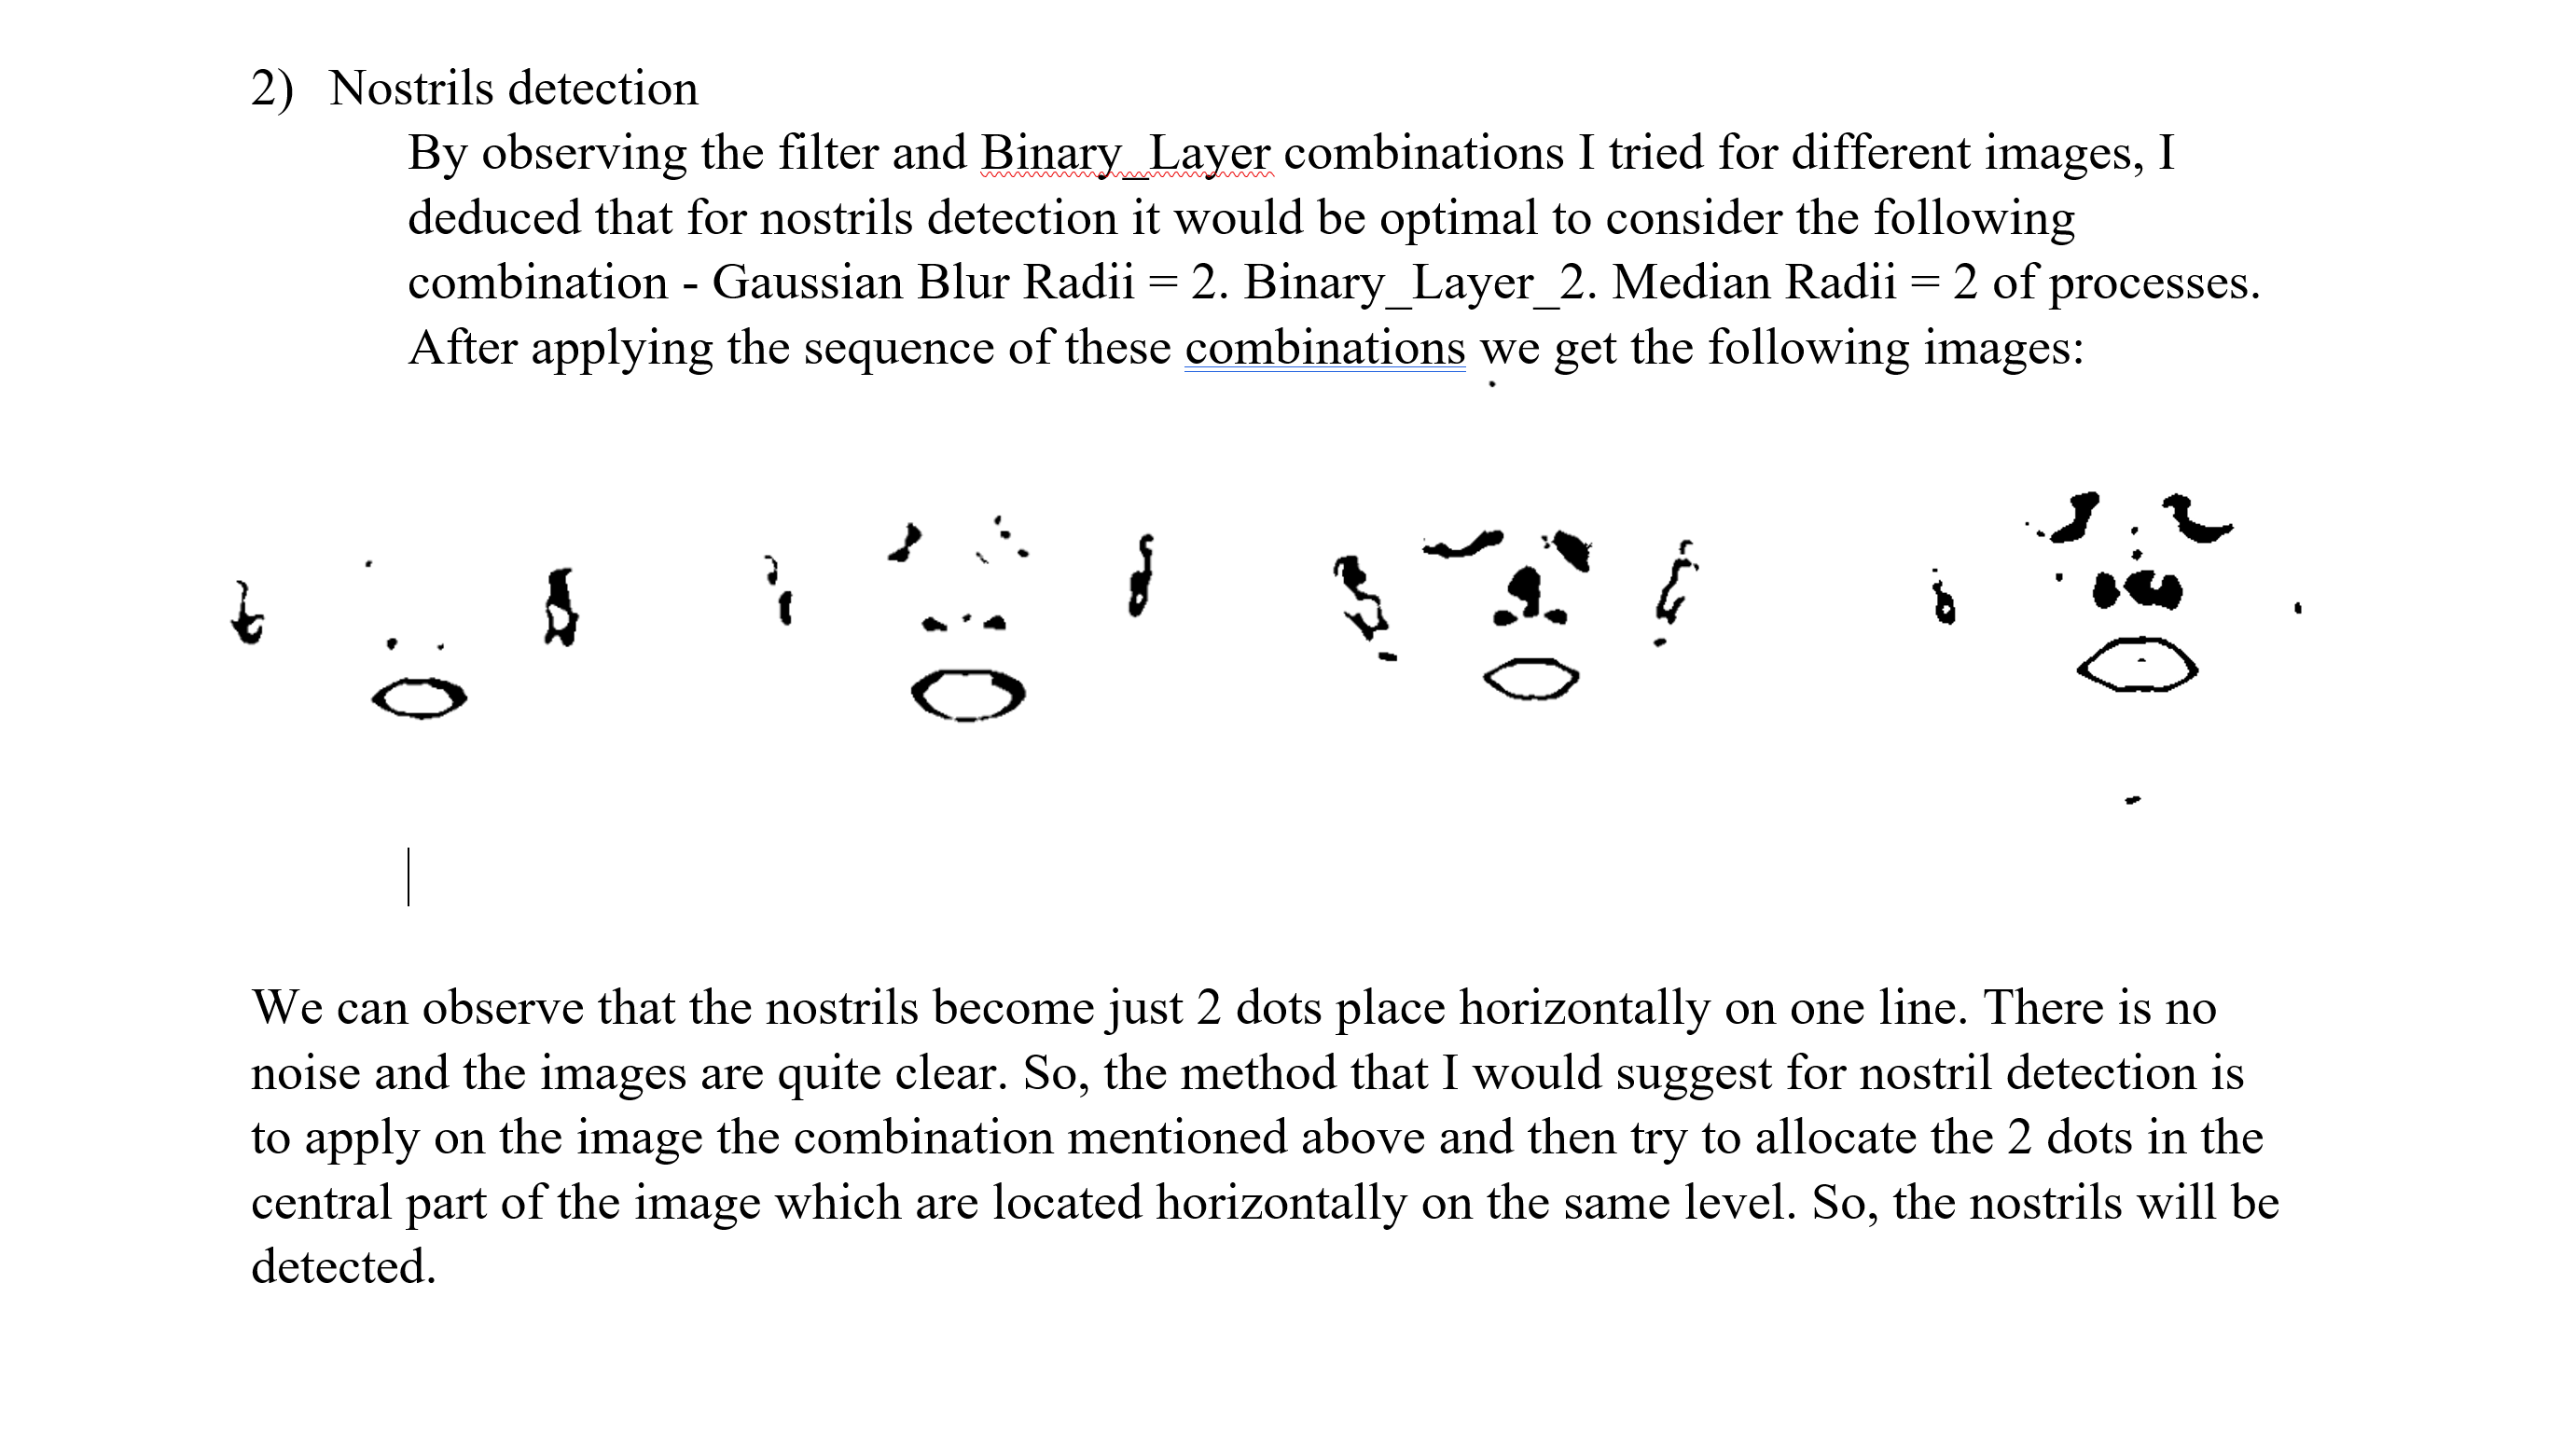 2) Nostrils detection
By observing the filter and Binary_Layer combinations I tried for different images, I
deduced that for nostrils detection it would be optimal to consider the following
combination - Gaussian Blur Radii = 2. Binary_Layer_2. Median Radii = 2 of processes.
After applying the sequence of these combinations we get the following images:
We can observe that the nostrils become just 2 dots place horizontally on one line. There is no
noise and the images are quite clear. So, the method that I would suggest for nostril detection is
to apply on the image the combination mentioned above and then try to allocate the 2 dots in the
central part of the image which are located horizontally on the same level. So, the nostrils will be
detected.